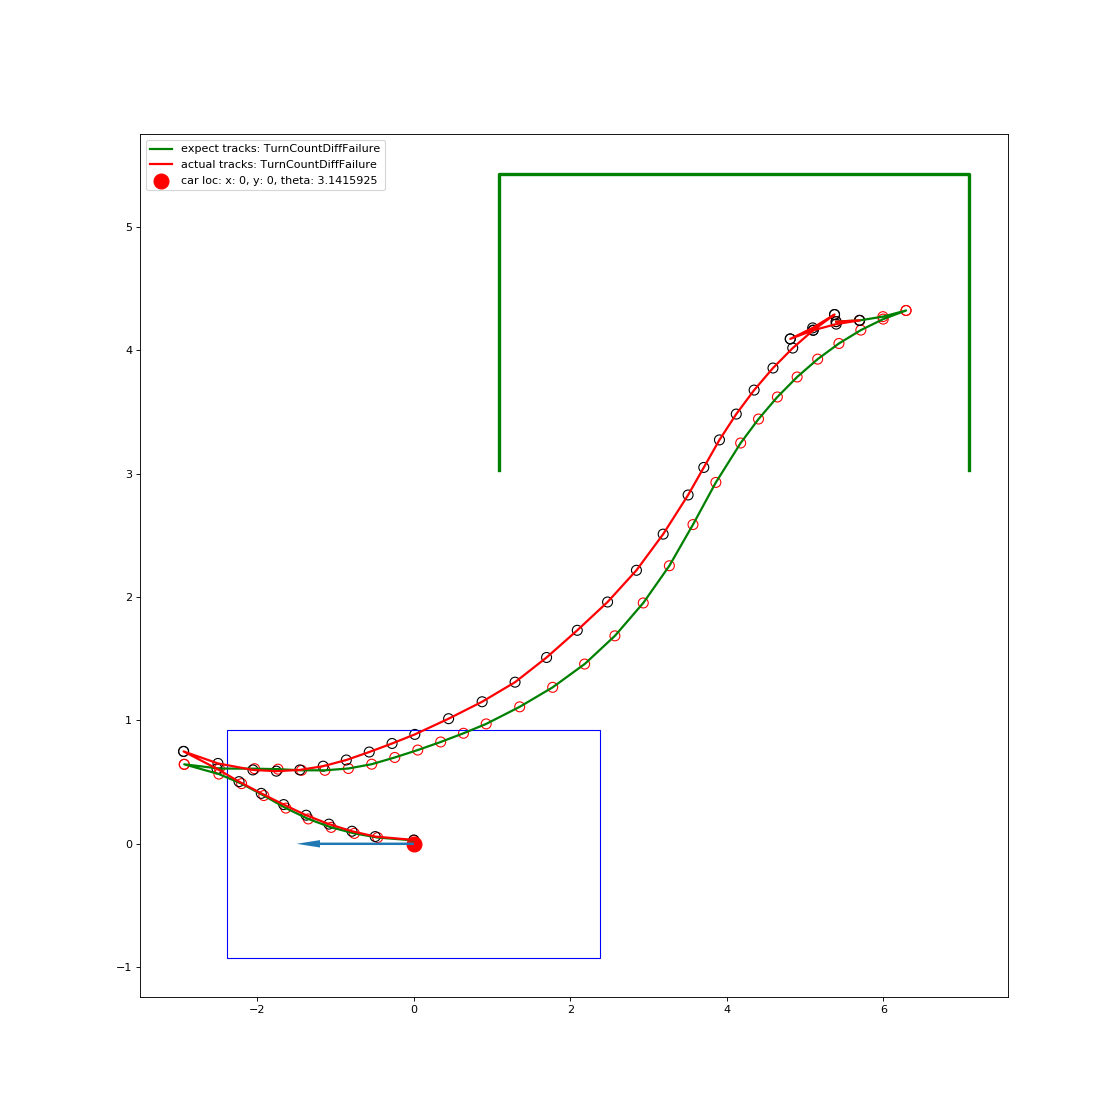 expect tracks: TurnCountDiffFailure
actual tracks: TurnCountDiffFailure
car loc: x: 0, y: 0, theta: 3.1415925
5
4
3
2
1
0
−1
−2 0 2 4 6